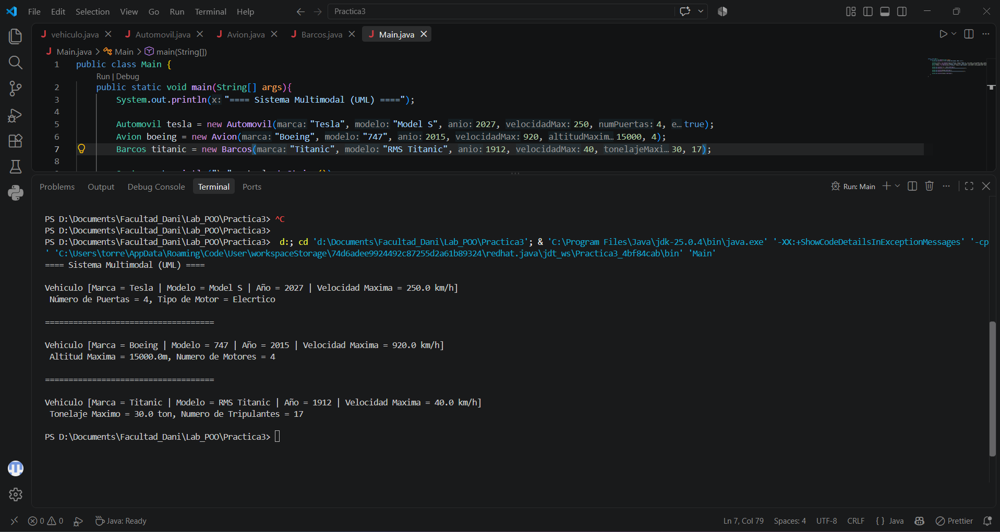 File Edit Selection View Go Run Terminal Help
Practica3
vehiculo.java Automovil.java Avion.java Barcos.java Main.java
Main.java > Main > main(String[])
1 public class Main {
Run | Debug
2 public static void main(String[] args){
3 System.out.println(x: "==== Sistema Multimodal (UML) ====");
4
5 Automovil tesla = new Automovil(marca: "Tesla", modelo: "Model S", anio: 2027, velocidadMax: 250, numPuertas: 4, e… true);
6 Avion boeing = new Avion(marca: "Boeing", modelo: "747", anio: 2015, velocidadMax: 920, altitudMaxim… 15000, 4);
7 Barcos titanic = new Barcos(marca: "Titanic", modelo: "RMS Titanic", anio: 1912, velocidadMax: 40, tonelajeMaxi… 30, 17);
8
Problems Output Debug Console Terminal Ports
Run: Main
PS D:\Documents\Facultad_Dani\Lab_POO\Practica3> ^C
PS D:\Documents\Facultad_Dani\Lab_POO\Practica3>
PS D:\Documents\Facultad_Dani\Lab_POO\Practica3> d:; cd 'd:\Documents\Facultad_Dani\Lab_POO\Practica3'; & 'C:\Program Files\Java\jdk-25.0.4\bin\java.exe' '-XX:+ShowCodeDetailsInExceptionMessages' '-cp
' 'C:\Users\torre\AppData\Roaming\Code\User\workspaceStorage\74d6adee9924492c87255d2a61b89324\redhat.java\jdt_ws\Practica3_4bf84cab\bin' 'Main'
==== Sistema Multimodal (UML) ====
Vehiculo [Marca = Tesla | Modelo = Model S | Año = 2027 | Velocidad Maxima = 250.0 km/h]
Número de Puertas = 4, Tipo de Motor = Elecrtico
====================================
Vehiculo [Marca = Boeing | Modelo = 747 | Año = 2015 | Velocidad Maxima = 920.0 km/h]
Altitud Maxima = 15000.0m, Numero de Motores = 4
====================================
Vehiculo [Marca = Titanic | Modelo = RMS Titanic | Año = 1912 | Velocidad Maxima = 40.0 km/h]
Tonelaje Maximo = 30.0 ton, Numero de Tripulantes = 17
PS D:\Documents\Facultad_Dani\Lab_POO\Practica3>
0 0 Java: Ready
Ln 7, Col 79 Spaces: 4 UTF-8 CRLF {} Java Prettier